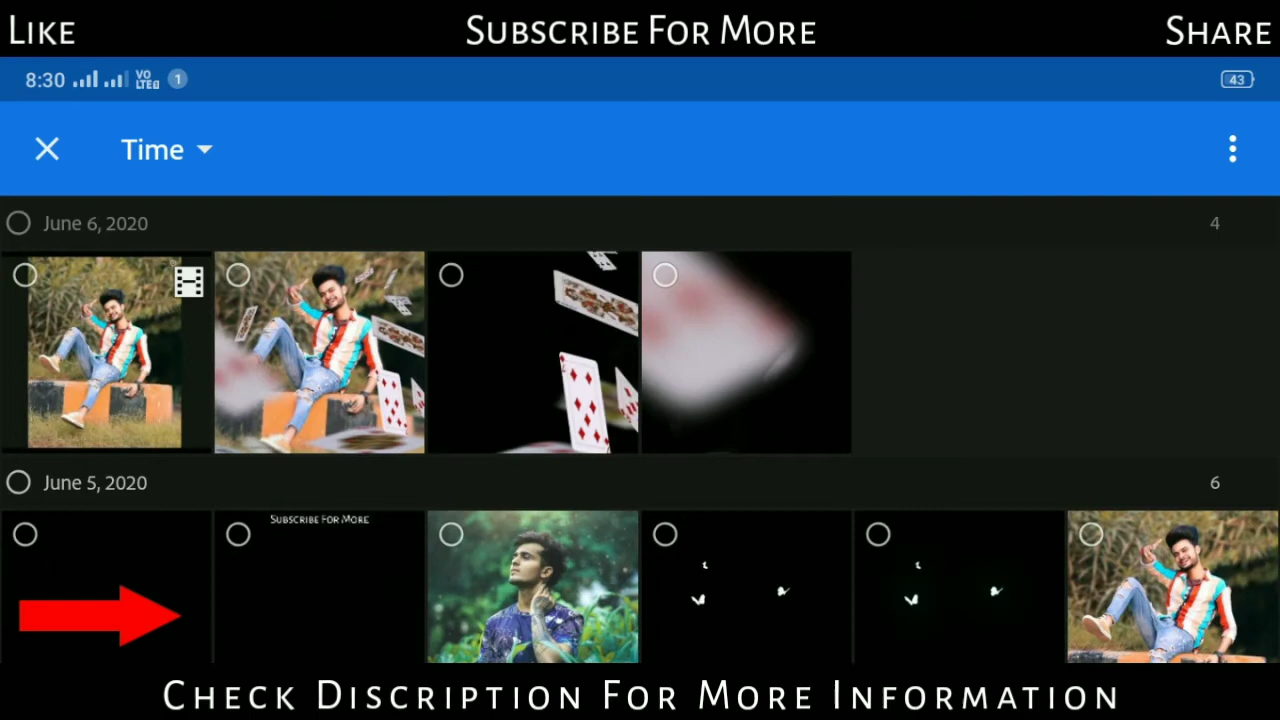 LIKE SUBSCRIBE FOR MORE SHARE
8:30 VO LTE 1 43
Time
June 6, 2020 4
June 5, 2020 6
SUBSCRIBE FOR MORE
CHECK DISCRIPTION FOR MORE INFORMATION